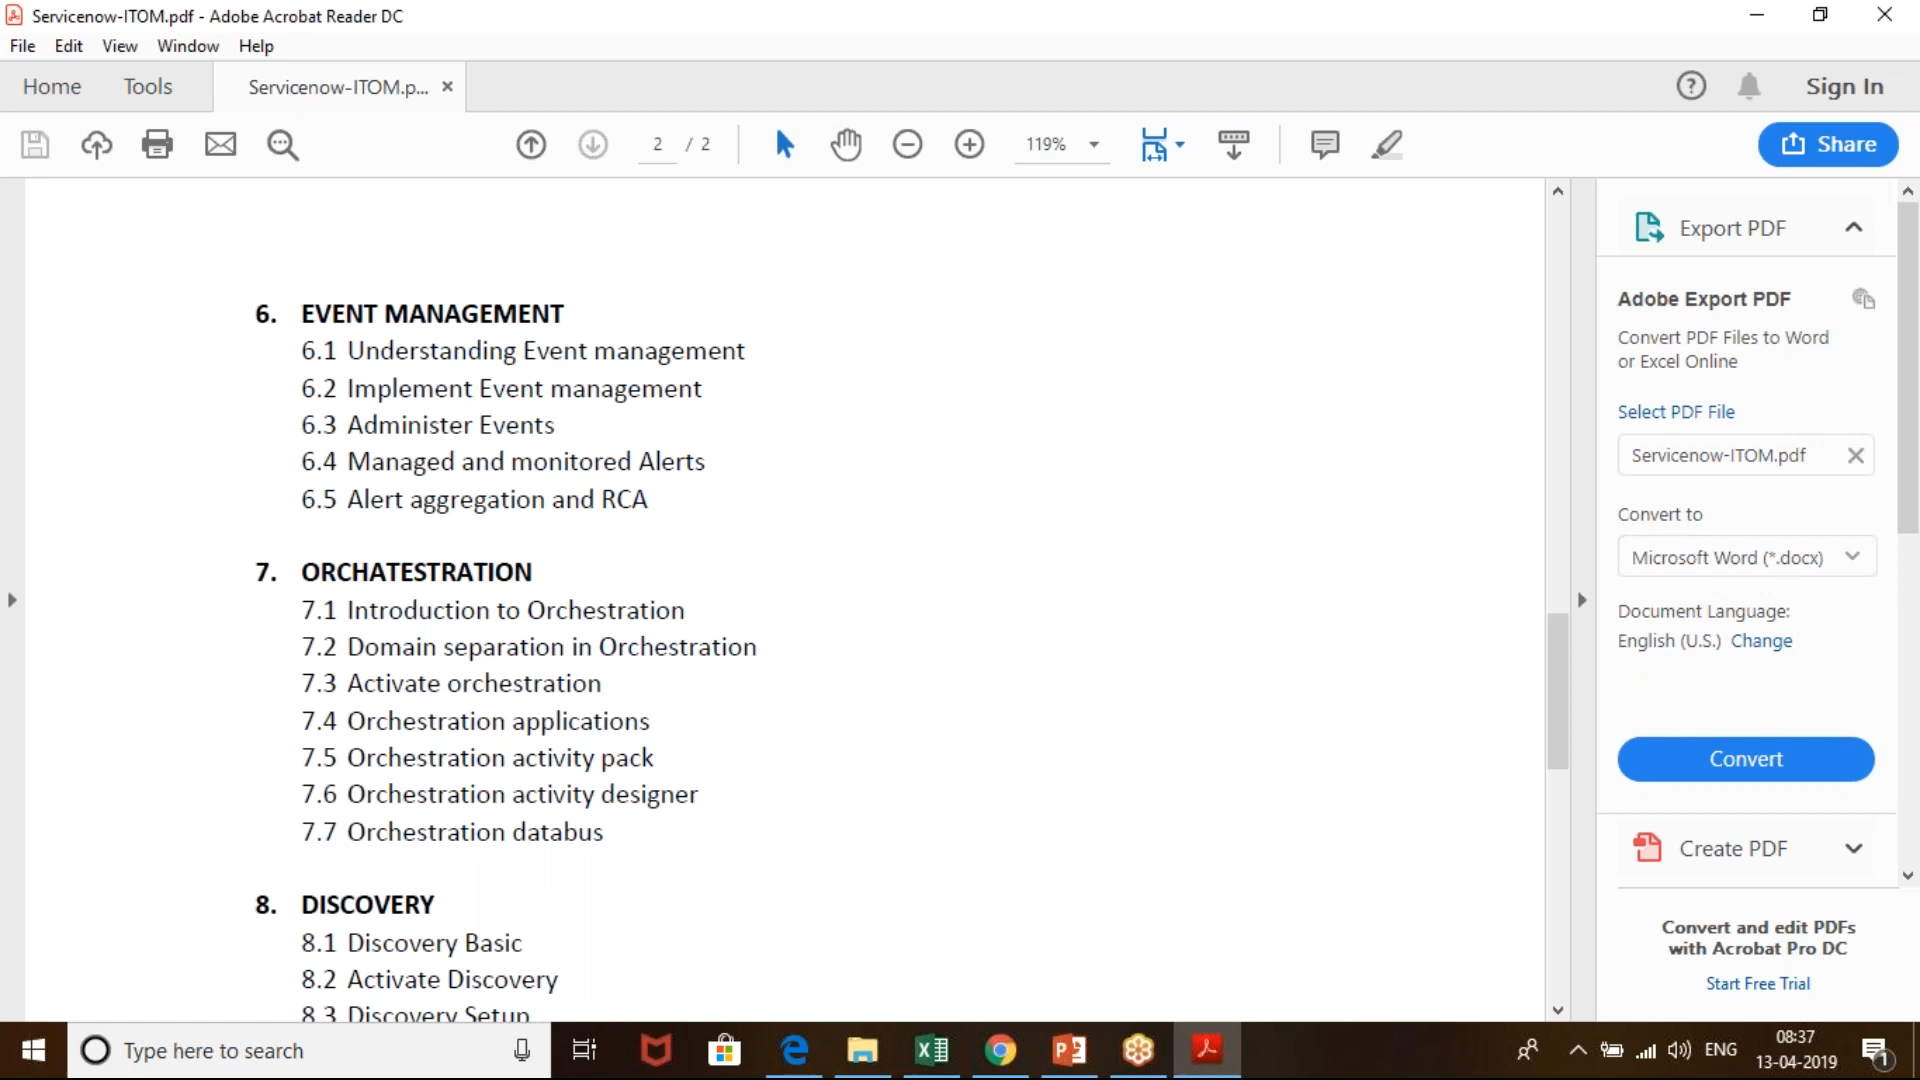 Servicenow-ITOM.pdf - Adobe Acrobat Reader DC
File Edit View Window Help
Home Tools Servicenow-ITOM.p... × Sign In
2 / 2 119% Share
6. EVENT MANAGEMENT
6.1 Understanding Event management
6.2 Implement Event management
6.3 Administer Events
6.4 Managed and monitored Alerts
6.5 Alert aggregation and RCA
7. ORCHATESTRATION
7.1 Introduction to Orchestration
7.2 Domain separation in Orchestration
7.3 Activate orchestration
7.4 Orchestration applications
7.5 Orchestration activity pack
7.6 Orchestration activity designer
7.7 Orchestration databus
8. DISCOVERY
8.1 Discovery Basic
8.2 Activate Discovery
8.3 Discovery Setup
Export PDF
Adobe Export PDF
Convert PDF Files to Word
or Excel Online
Select PDF File
Servicenow-ITOM.pdf
Convert to
Microsoft Word (*.docx)
Document Language:
English (U.S.) Change
Convert
Create PDF
Convert and edit PDFs
with Acrobat Pro DC
Start Free Trial
Type here to search
ENG
08:37
13-04-2019
1